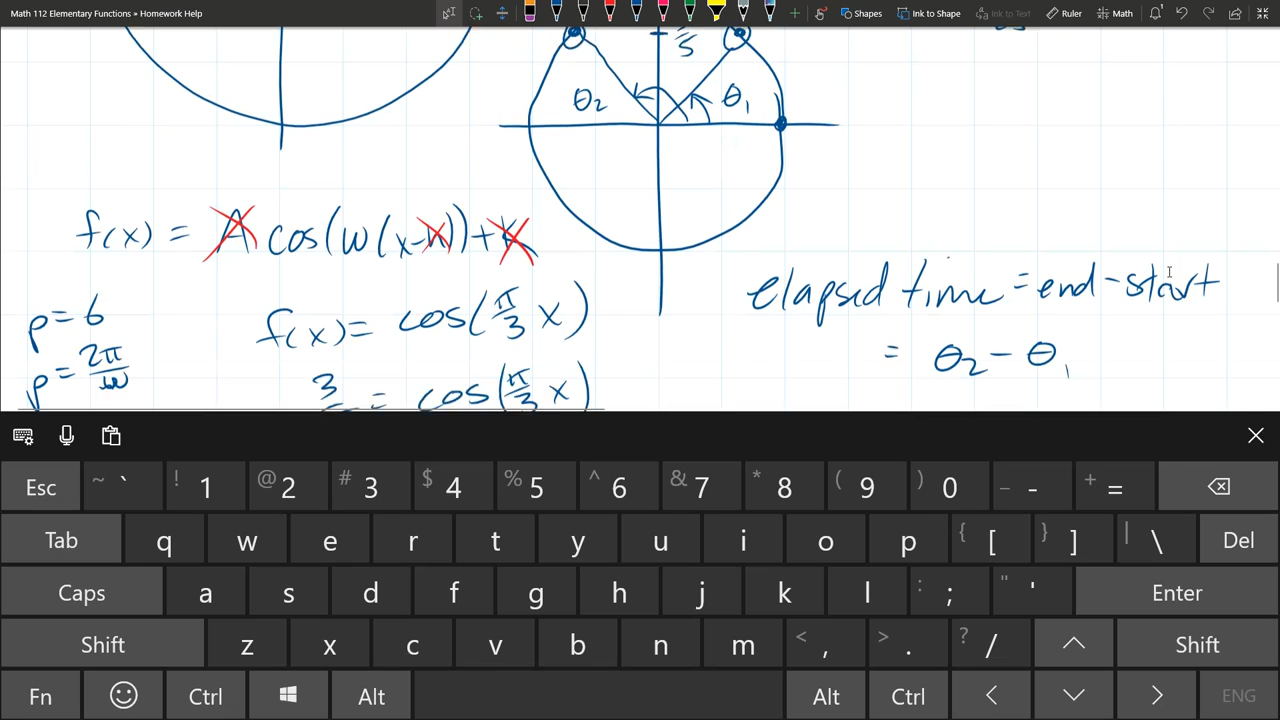 Math 112 Elementary Functions » Homework Help
Shapes Ink to Shape Ink to Text Ruler Math
5
θ2 θ1
f(x) = A cos(w(x-h))+k
elapsed time = end - start
= θ2 - θ1
p = 6
p = 2π/w
f(x) = cos(π/3 x)
3 = cos(π/3 x)
Esc ~ ` ! 1 @ 2 # 3 $ 4 % 5 ^ 6 & 7 * 8 ( 9 ) 0 _ - + =
Tab q w e r t y u i o p { [ } ] | \ Del
Caps a s d f g h j k l : ; " ' Enter
Shift z x c v b n m < , > . ? / Shift
Fn Ctrl Alt Alt Ctrl ENG